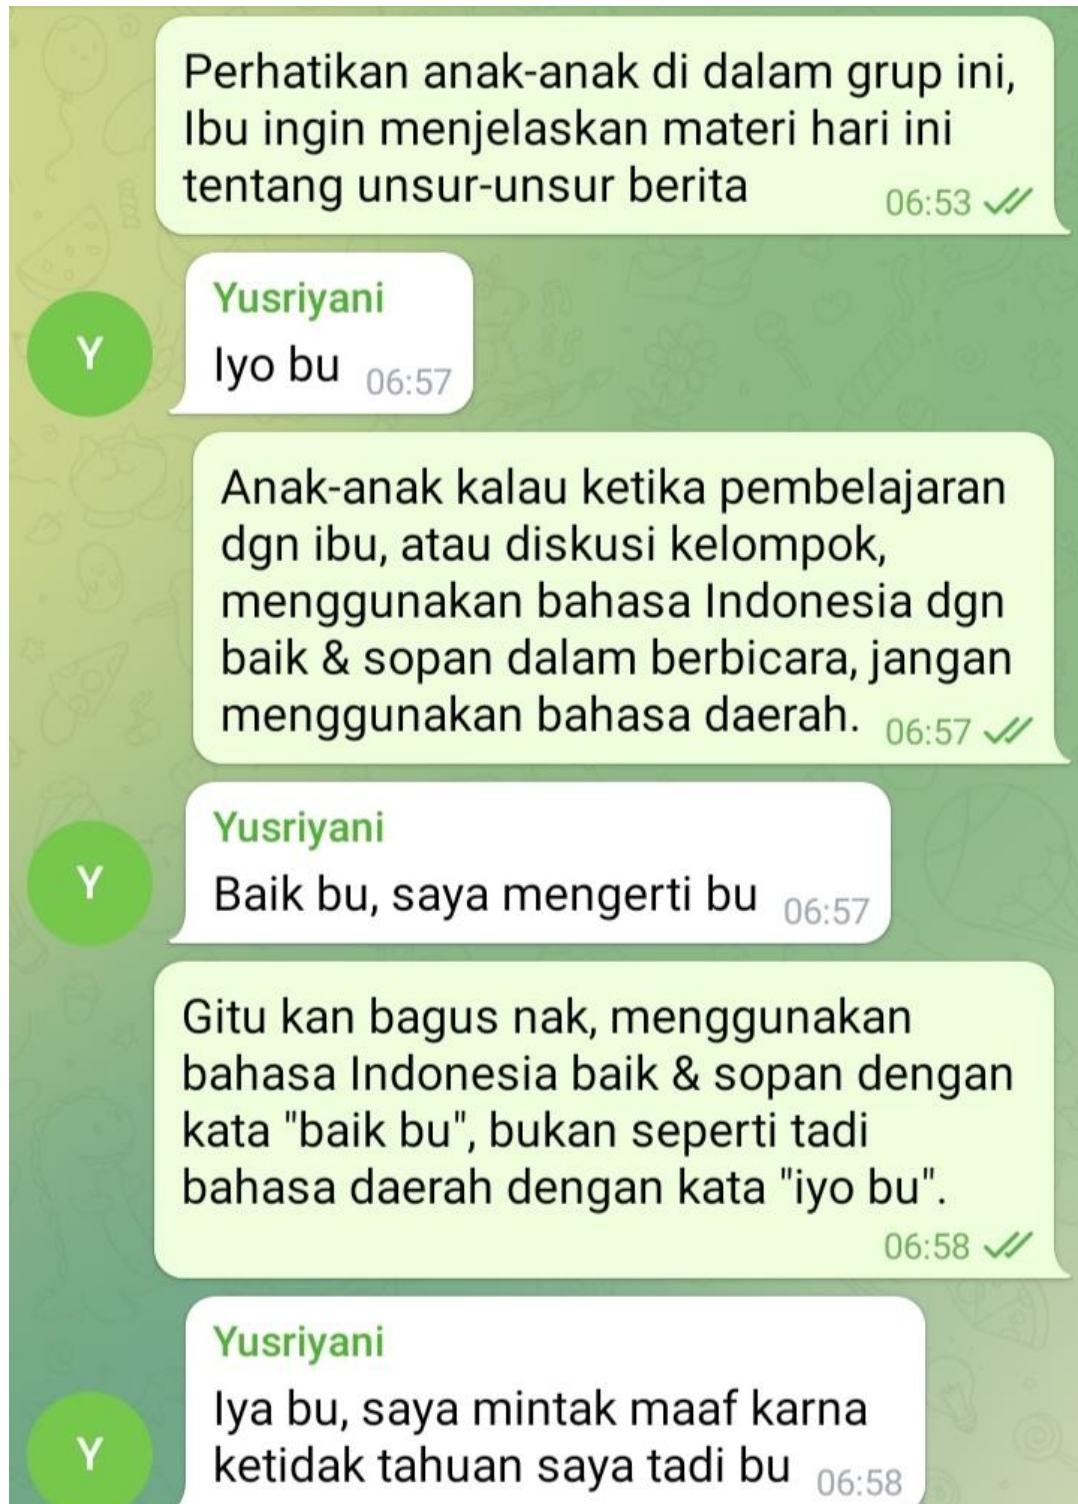 Perhatikan anak-anak di dalam grup ini,
Ibu ingin menjelaskan materi hari ini
tentang unsur-unsur berita 06:53
Yusriyani
Y
Iyo bu 06:57
Anak-anak kalau ketika pembelajaran
dgn ibu, atau diskusi kelompok,
menggunakan bahasa Indonesia dgn
baik & sopan dalam berbicara, jangan
menggunakan bahasa daerah. 06:57
Yusriyani
Y
Baik bu, saya mengerti bu 06:57
Gitu kan bagus nak, menggunakan
bahasa Indonesia baik & sopan dengan
kata "baik bu", bukan seperti tadi
bahasa daerah dengan kata "iyo bu".
06:58
Yusriyani
Iya bu, saya mintak maaf karna
Y
ketidak tahuan saya tadi bu 06:58